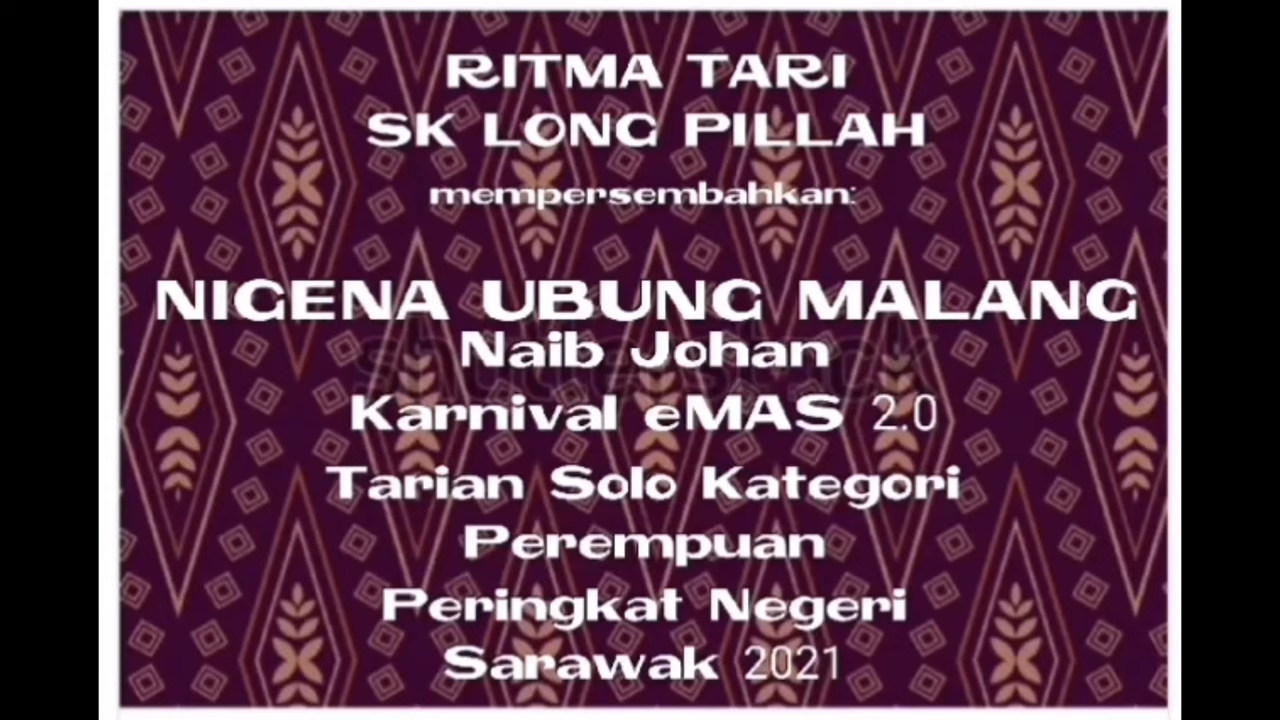 RITMA TARI
SK LONG PILLAH
mempersembahkan:
NIGENA UBUNG MALANG
Naib Johan
Karnival eMAS 2.0
Tarian Solo Kategori
Perempuan
Peringkat Negeri
Sarawak 2021